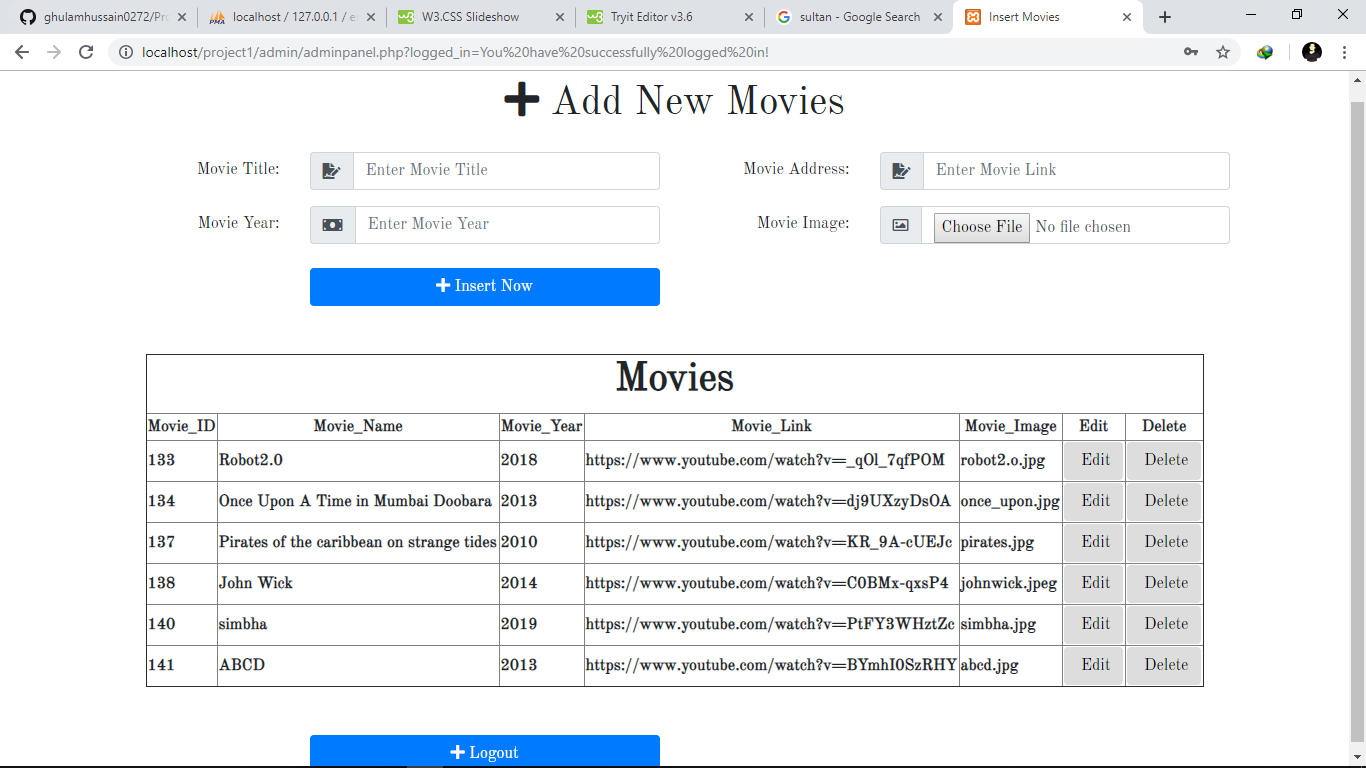 ghulamhussain0272/Pro
localhost / 127.0.0.1 / e
W3.CSS Slideshow
Tryit Editor v3.6
sultan - Google Search
Insert Movies
localhost/project1/admin/adminpanel.php?logged_in=You%20have%20successfully%20logged%20in!
Add New Movies
Movie Title: Enter Movie Title Movie Address: Enter Movie Link
Movie Year: Enter Movie Year Movie Image: Choose File No file chosen
Insert Now
Movies
Movie_ID Movie_Name Movie_Year Movie_Link Movie_Image Edit Delete
133 Robot2.0 2018 https://www.youtube.com/watch?v=_qOl_7qfPOM robot2.o.jpg Edit Delete
134 Once Upon A Time in Mumbai Doobara 2013 https://www.youtube.com/watch?v=dj9UXzyDsOA once_upon.jpg Edit Delete
137 Pirates of the caribbean on strange tides 2010 https://www.youtube.com/watch?v=KR_9A-cUEJc pirates.jpg Edit Delete
138 John Wick 2014 https://www.youtube.com/watch?v=C0BMx-qxsP4 johnwick.jpeg Edit Delete
140 simbha 2019 https://www.youtube.com/watch?v=PtFY3WHztZc simbha.jpg Edit Delete
141 ABCD 2013 https://www.youtube.com/watch?v=BYmhI0SzRHY abcd.jpg Edit Delete
Logout